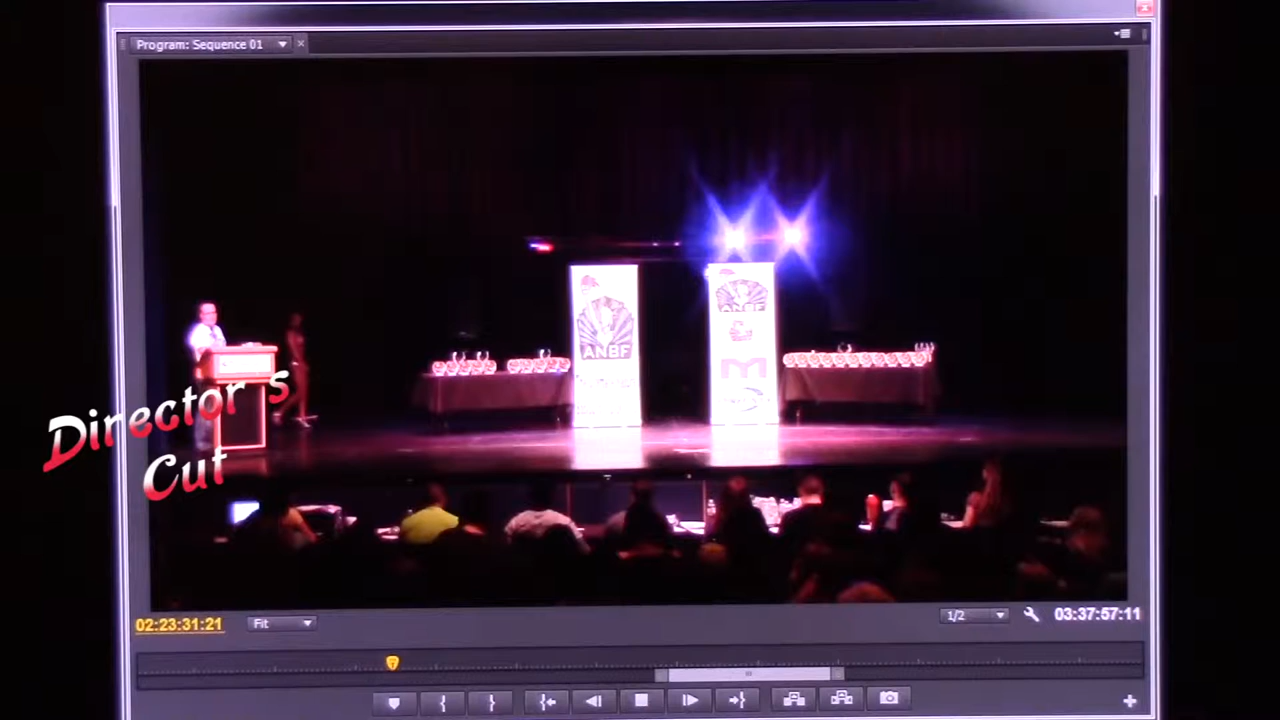 Program: Sequence 01
ANBF
ANBF
Director's
Cut
02:23:31:21
Fit
1/2
03:37:57:11